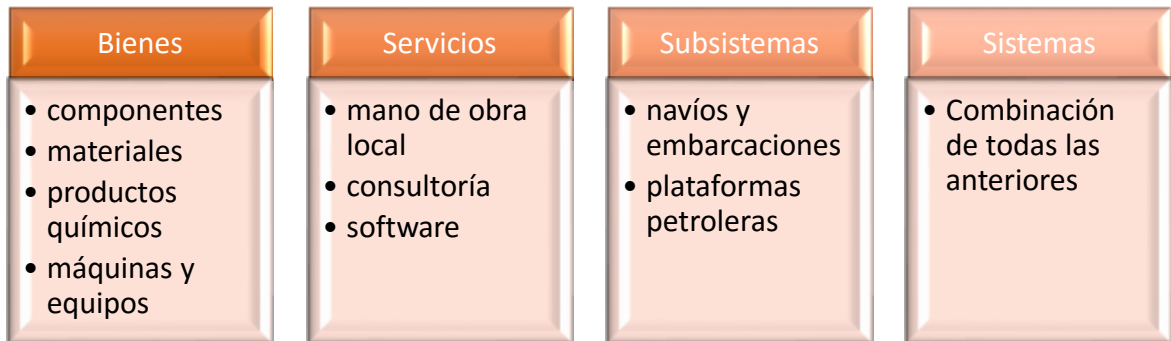 Bienes
• componentes
• materiales
• productos
químicos
• máquinas y
equipos
Servicios
• mano de obra
local
• consultoría
• software
Subsistemas
• navíos y
embarcaciones
• plataformas
petroleras
Sistemas
• Combinación
de todas las
anteriores